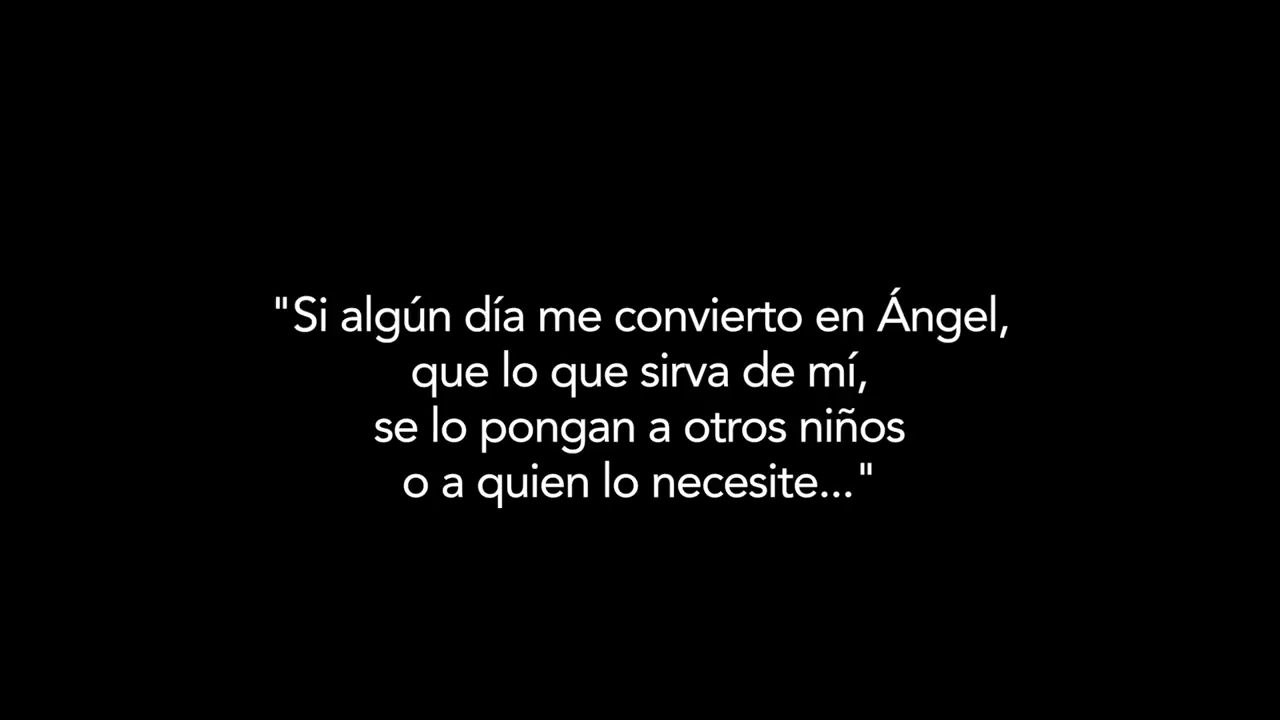 "Si algún día me convierto en Ángel,
que lo que sirva de mí,
se lo pongan a otros niños
o a quien lo necesite..."